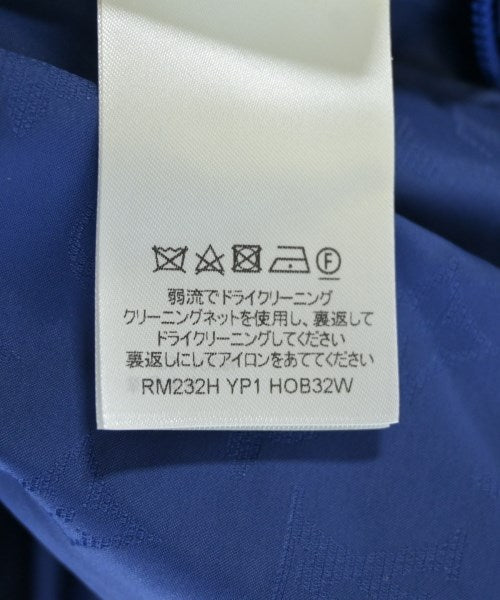 F
弱流でドライクリーニング
クリーニングネットを使用し、裏返して
ドライクリーニングしてください
裏返しにしてアイロンをあててください
RM232H YP1 HOB32W